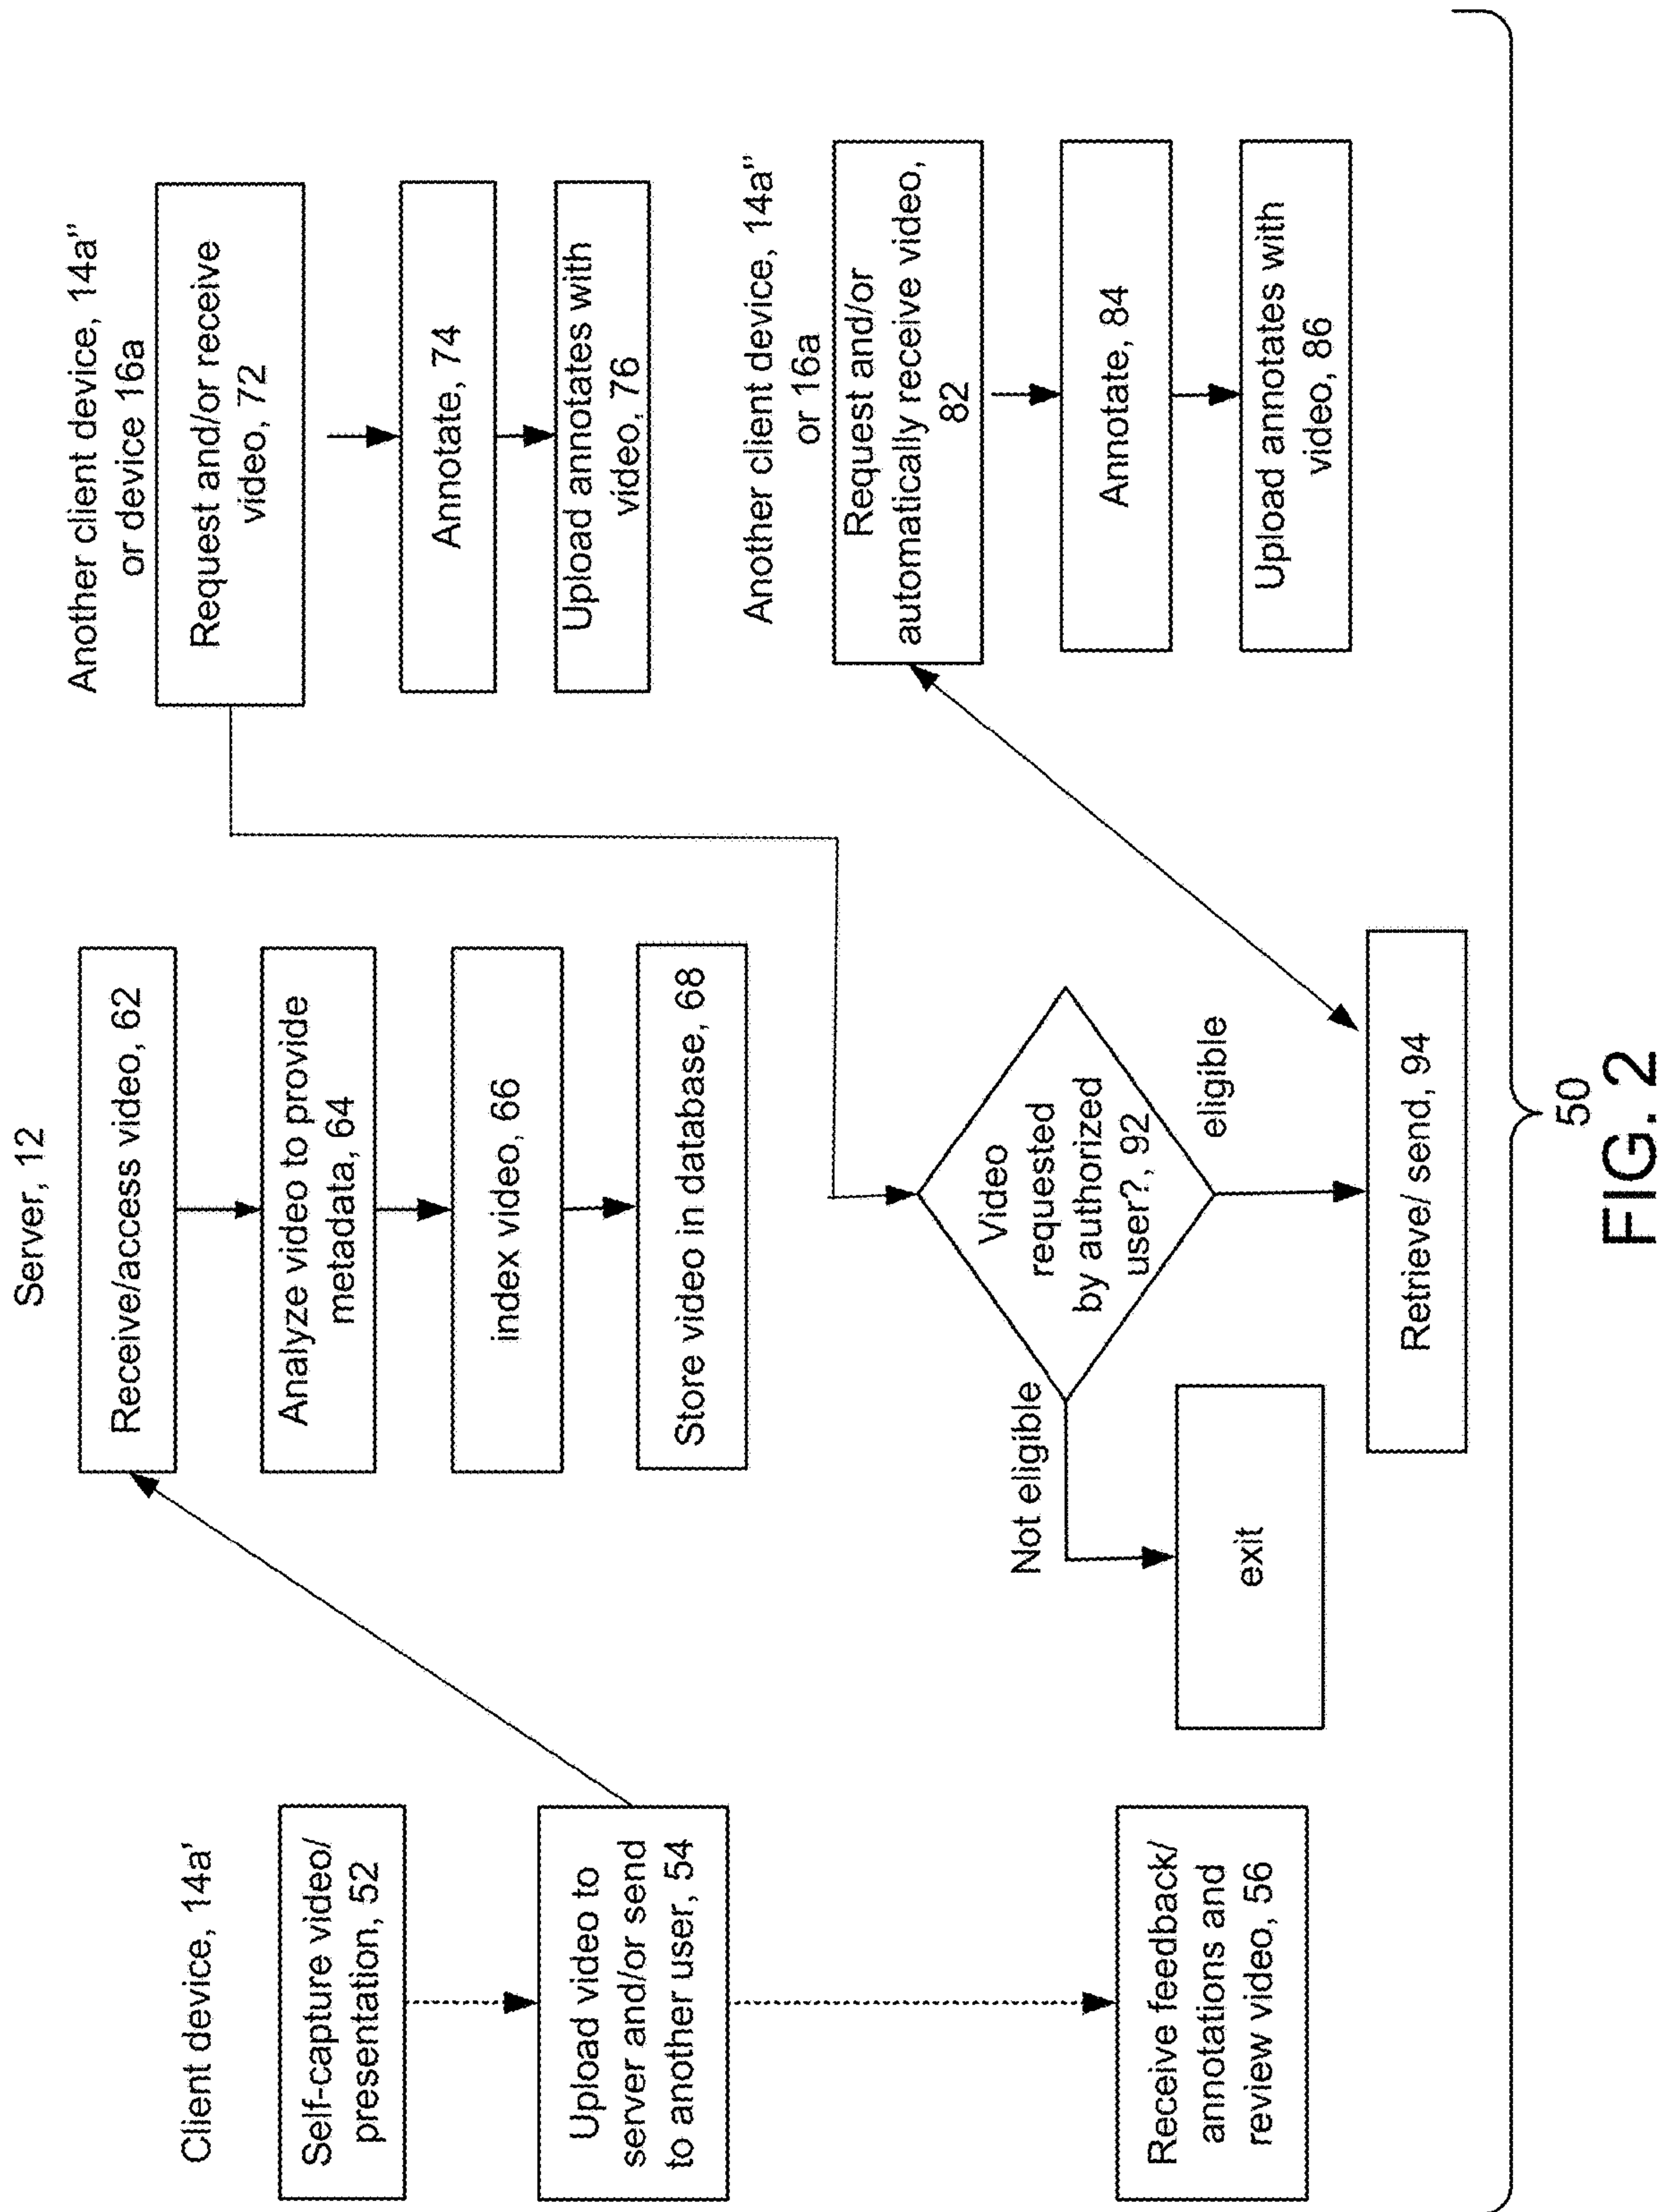 Client device, 14a'
Self-capture video/
presentation, 52
Upload video to
server and/or send
to another user, 54
Receive feedback/
annotations and
review video, 56
Server, 12
Receive/access video, 62
Analyze video to provide
metadata, 64
index video, 66
Store video in database, 68
Video
requested
by authorized
user?, 92
Not eligible
eligible
exit
Retrieve/ send, 94
Another client device, 14a”
or device 16a
Request and/or receive
video, 72
Annotate, 74
Upload annotates with
video, 76
Another client device, 14a”
or 16a
Request and/or
automatically receive video,
82
Annotate, 84
Upload annotates with
video, 86
50
FIG. 2